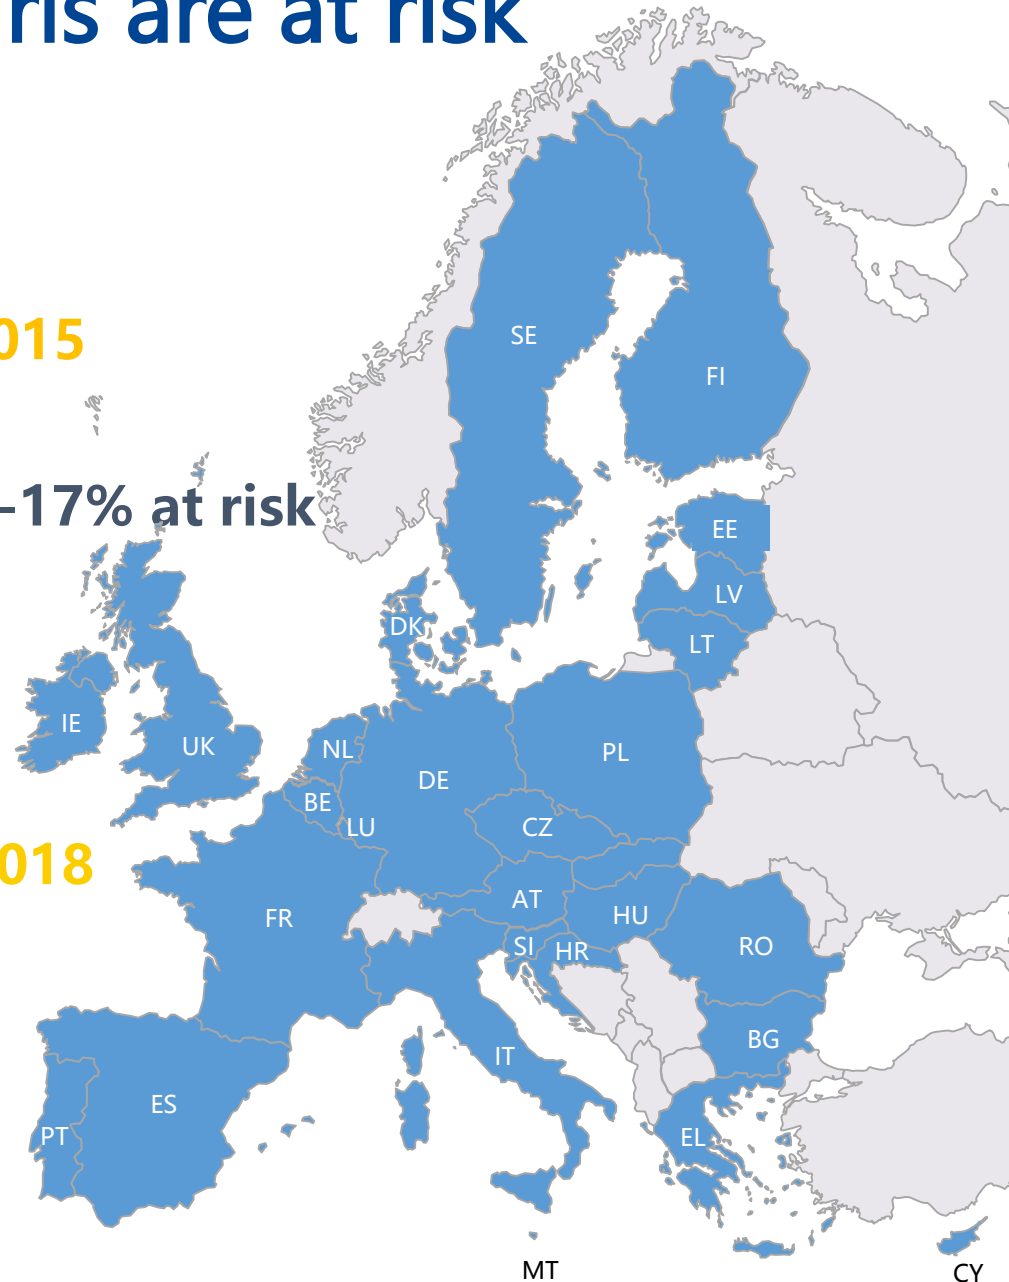 ris are at risk
SE
015
FI
-17% at risk
EE
LV
DK
LT
IE
UK
NL
PL
DE
BE
LU
CZ
018
AT
FR
HU
SI
HR
RO
BG
IT
ES
PT
EL
MT
CY